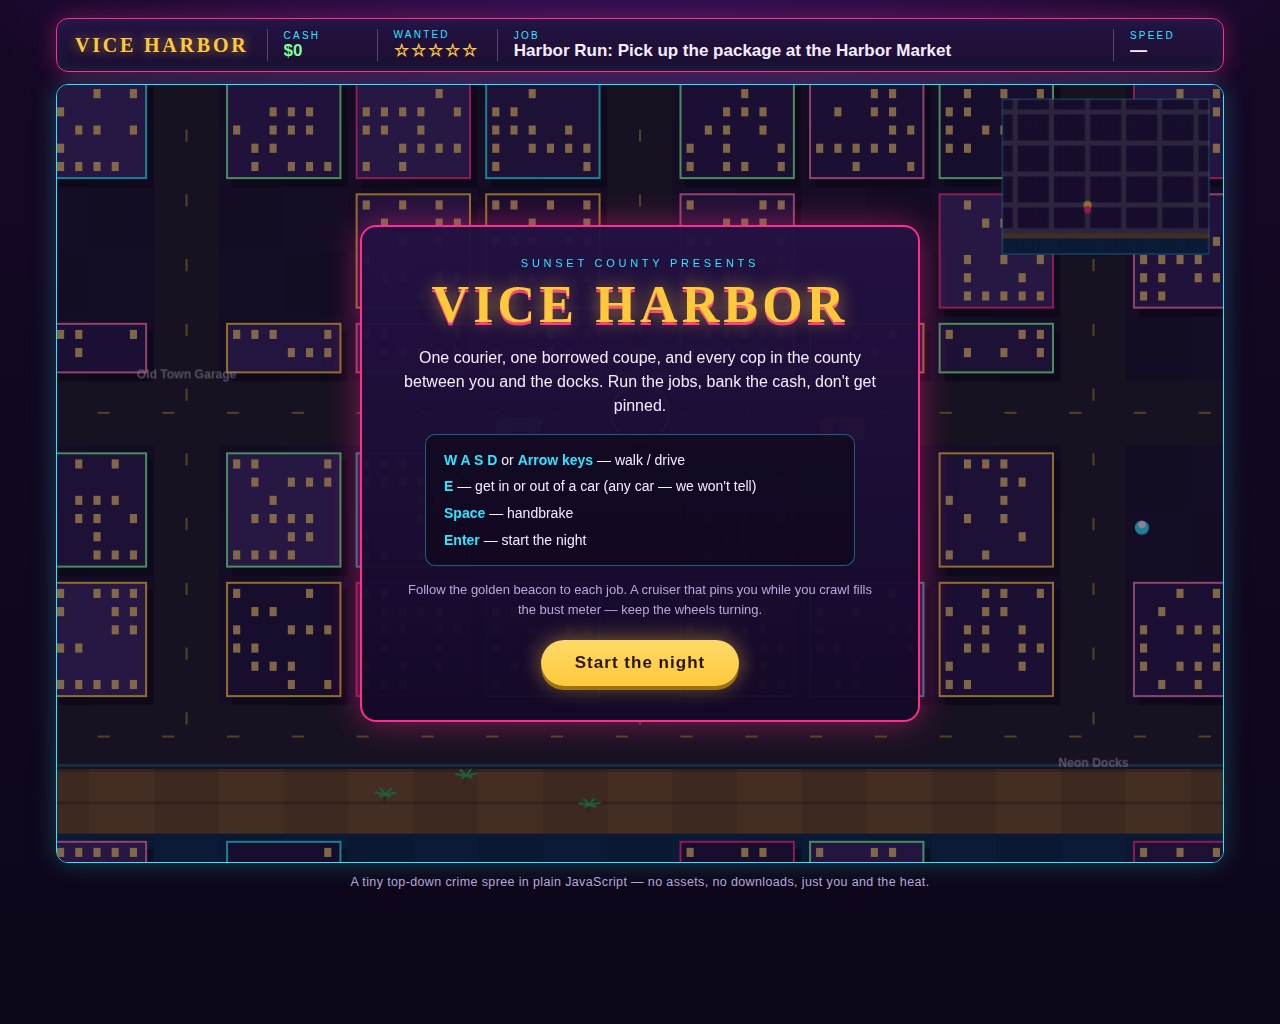 VICE HARBOR
CASH
$0
WANTED
☆☆☆☆☆
JOB
Harbor Run: Pick up the package at the Harbor Market
SPEED
—
SUNSET COUNTY PRESENTS
VICE HARBOR
One courier, one borrowed coupe, and every cop in the county
between you and the docks. Run the jobs, bank the cash, don't get
pinned.
Old Town Garage
W A S D or Arrow keys — walk / drive
E — get in or out of a car (any car — we won't tell)
Space — handbrake
Enter — start the night
Follow the golden beacon to each job. A cruiser that pins you while you crawl fills
the bust meter — keep the wheels turning.
Start the night
Neon Docks
A tiny top-down crime spree in plain JavaScript — no assets, no downloads, just you and the heat.